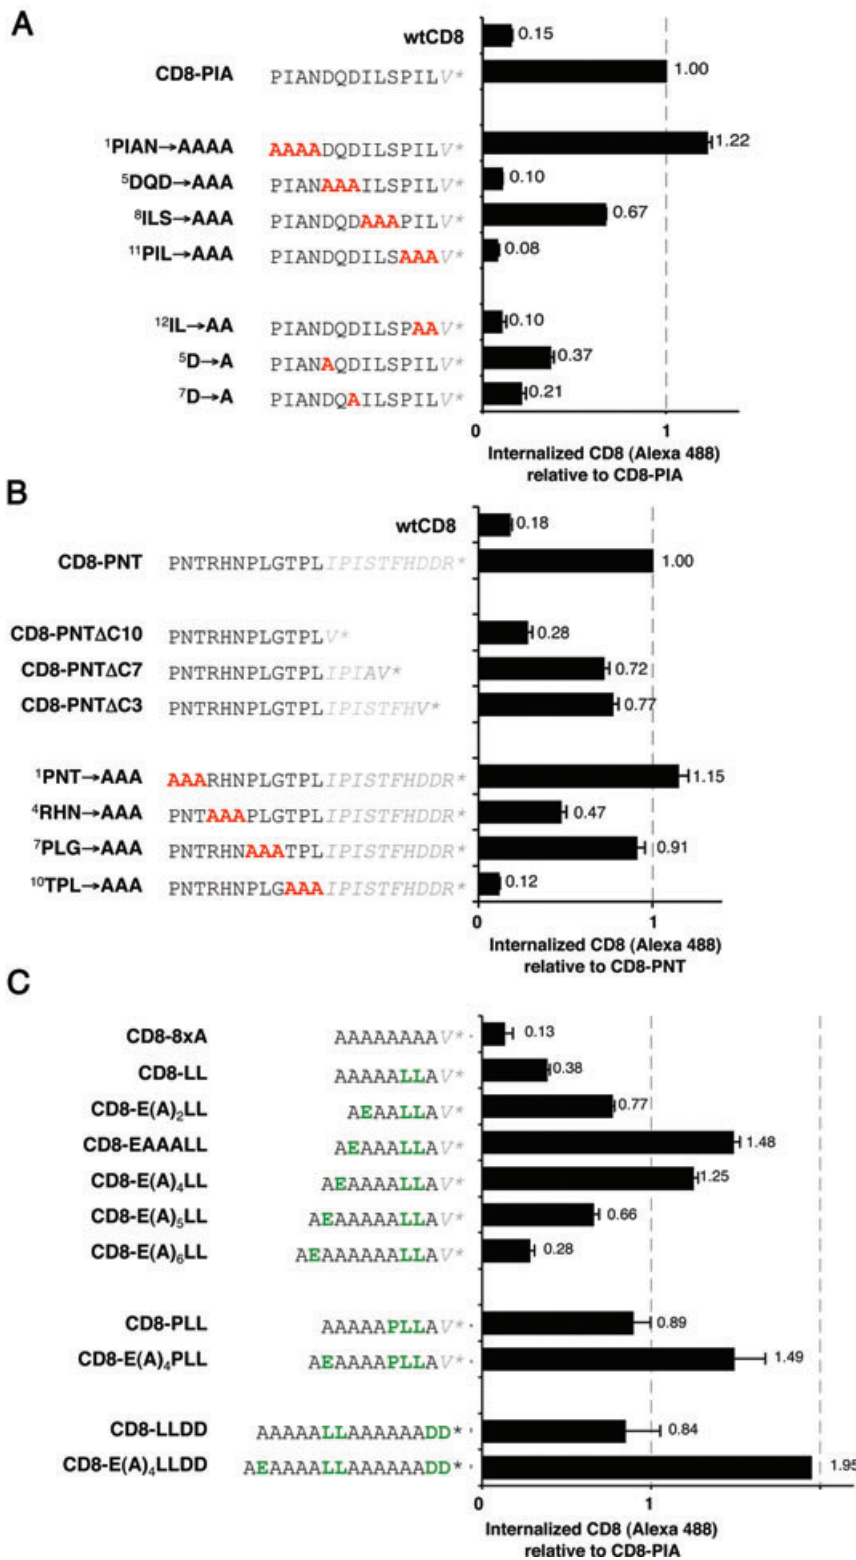 A
wtCD8 0.15
CD8-PIA PIANDQDILSPILV* 1.00
¹PIAN→AAAA AAAADQDILSPILV* 1.22
⁵DQD→AAA PIANAAAILSPILV* 0.10
⁸ILS→AAA PIANDQDAAAPILV* 0.67
¹¹PIL→AAA PIANDQDILSAAAV* 0.08
¹²IL→AA PIANDQDILSPAAV* 0.10
⁵D→A PIANAQDILSPILV* 0.37
⁷D→A PIANDQAILSPILV* 0.21
0 1
Internalized CD8 (Alexa 488)
relative to CD8-PIA
B
wtCD8 0.18
CD8-PNT PNTRHNPLGTPLIPISTFHDDR* 1.00
CD8-PNTΔC10 PNTRHNPLGTPLV* 0.28
CD8-PNTΔC7 PNTRHNPLGTPLIPIAV* 0.72
CD8-PNTΔC3 PNTRHNPLGTPLIPISTFHV* 0.77
¹PNT→AAA AAARHNPLGTPLIPISTFHDDR* 1.15
⁴RHN→AAA PNTAAAPLGTPLIPISTFHDDR* 0.47
⁷PLG→AAA PNTRHNAAATPLIPISTFHDDR* 0.91
¹⁰TPL→AAA PNTRHNPLGAAAIPISTFHDDR* 0.12
0 1
Internalized CD8 (Alexa 488)
relative to CD8-PNT
C
CD8-8xA AAAAAAAAV* 0.13
CD8-LL AAAAALLAV* 0.38
CD8-E(A)₂LL AEAALLAV* 0.77
CD8-EAAALL AEAAALLAV* 1.48
CD8-E(A)₄LL AEAAAALLAV* 1.25
CD8-E(A)₅LL AEAAAAALLAV* 0.66
CD8-E(A)₆LL AEAAAAAALLAV* 0.28
CD8-PLL AAAAAPLLAV* 0.89
CD8-E(A)₄PLL AEAAAAPLLAV* 1.49
CD8-LLDD AAAAALLAAAAAADD* 0.84
CD8-E(A)₄LLDD AEAAAALLAAAAAADD* 1.95
0 1
Internalized CD8 (Alexa 488)
relative to CD8-PIA